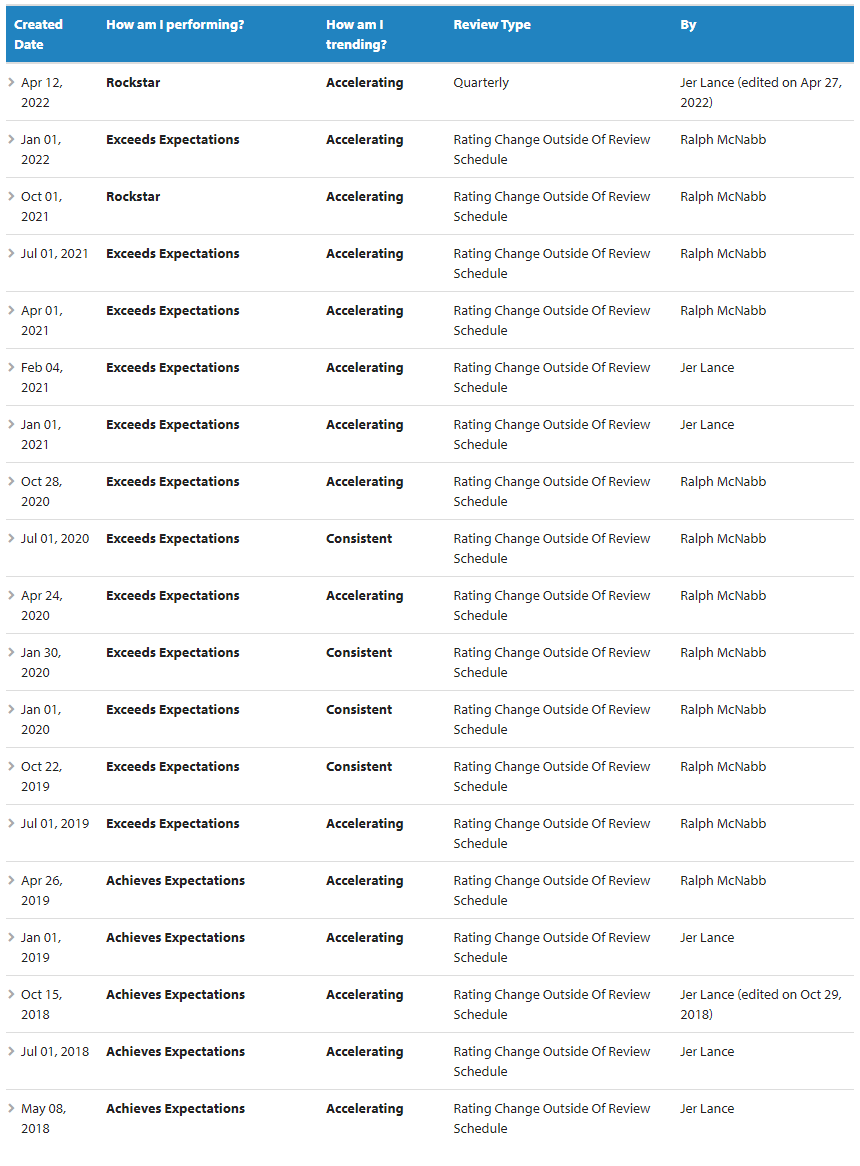 Created Date How am I performing? How am I trending? Review Type By
Apr 12, 2022 Rockstar Accelerating Quarterly Jer Lance (edited on Apr 27, 2022)
Jan 01, 2022 Exceeds Expectations Accelerating Rating Change Outside Of Review Schedule Ralph McNabb
Oct 01, 2021 Rockstar Accelerating Rating Change Outside Of Review Schedule Ralph McNabb
Jul 01, 2021 Exceeds Expectations Accelerating Rating Change Outside Of Review Schedule Ralph McNabb
Apr 01, 2021 Exceeds Expectations Accelerating Rating Change Outside Of Review Schedule Ralph McNabb
Feb 04, 2021 Exceeds Expectations Accelerating Rating Change Outside Of Review Schedule Jer Lance
Jan 01, 2021 Exceeds Expectations Accelerating Rating Change Outside Of Review Schedule Jer Lance
Oct 28, 2020 Exceeds Expectations Accelerating Rating Change Outside Of Review Schedule Ralph McNabb
Jul 01, 2020 Exceeds Expectations Consistent Rating Change Outside Of Review Schedule Ralph McNabb
Apr 24, 2020 Exceeds Expectations Accelerating Rating Change Outside Of Review Schedule Ralph McNabb
Jan 30, 2020 Exceeds Expectations Consistent Rating Change Outside Of Review Schedule Ralph McNabb
Jan 01, 2020 Exceeds Expectations Consistent Rating Change Outside Of Review Schedule Ralph McNabb
Oct 22, 2019 Exceeds Expectations Consistent Rating Change Outside Of Review Schedule Ralph McNabb
Jul 01, 2019 Exceeds Expectations Accelerating Rating Change Outside Of Review Schedule Ralph McNabb
Apr 26, 2019 Achieves Expectations Accelerating Rating Change Outside Of Review Schedule Ralph McNabb
Jan 01, 2019 Achieves Expectations Accelerating Rating Change Outside Of Review Schedule Jer Lance
Oct 15, 2018 Achieves Expectations Accelerating Rating Change Outside Of Review Schedule Jer Lance (edited on Oct 29, 2018)
Jul 01, 2018 Achieves Expectations Accelerating Rating Change Outside Of Review Schedule Jer Lance
May 08, 2018 Achieves Expectations Accelerating Rating Change Outside Of Review Schedule Jer Lance